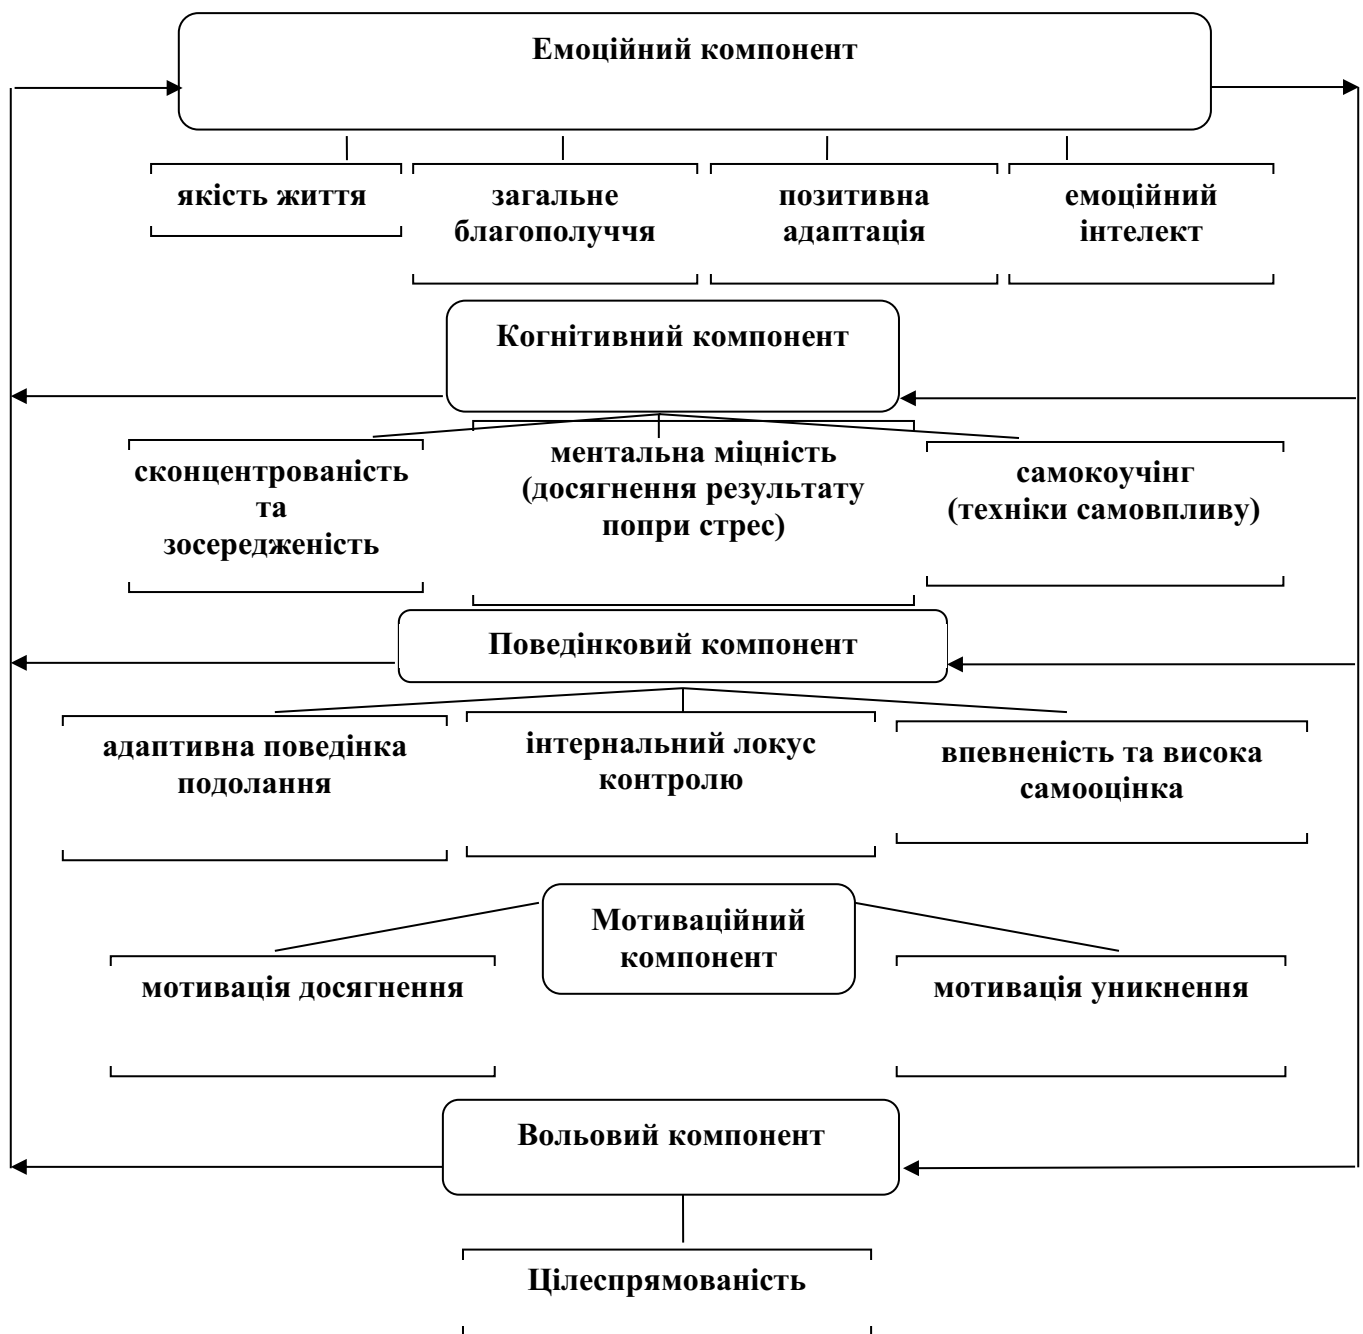 Емоційний компонент
якість життя
загальне
благополуччя
позитивна
адаптація
емоційний
інтелект
Когнітивний компонент
сконцентрованість
та
зосередженість
ментальна міцність
(досягнення результату
попри стрес)
самокоучінг
(техніки самовпливу)
Поведінковий компонент
адаптивна поведінка
подолання
інтернальний локус
контролю
впевненість та висока
самооцінка
Мотиваційний
компонент
мотивація досягнення
мотивація уникнення
Вольовий компонент
Цілеспрямованість